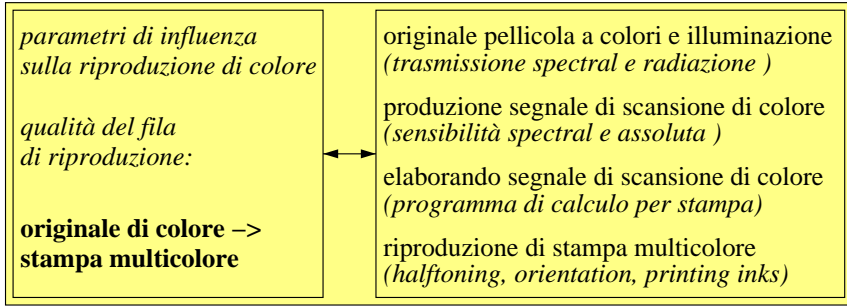 parametri di influenza
sulla riproduzione di colore
qualità del fila
di riproduzione:
originale di colore −>
stampa multicolore
originale pellicola a colori e illuminazione
(trasmissione spectral e radiazione )
produzione segnale di scansione di colore
(sensibilità spectral e assoluta )
elaborando segnale di scansione di colore
(programma di calculo per stampa)
riproduzione di stampa multicolore
(halftoning, orientation, printing inks)